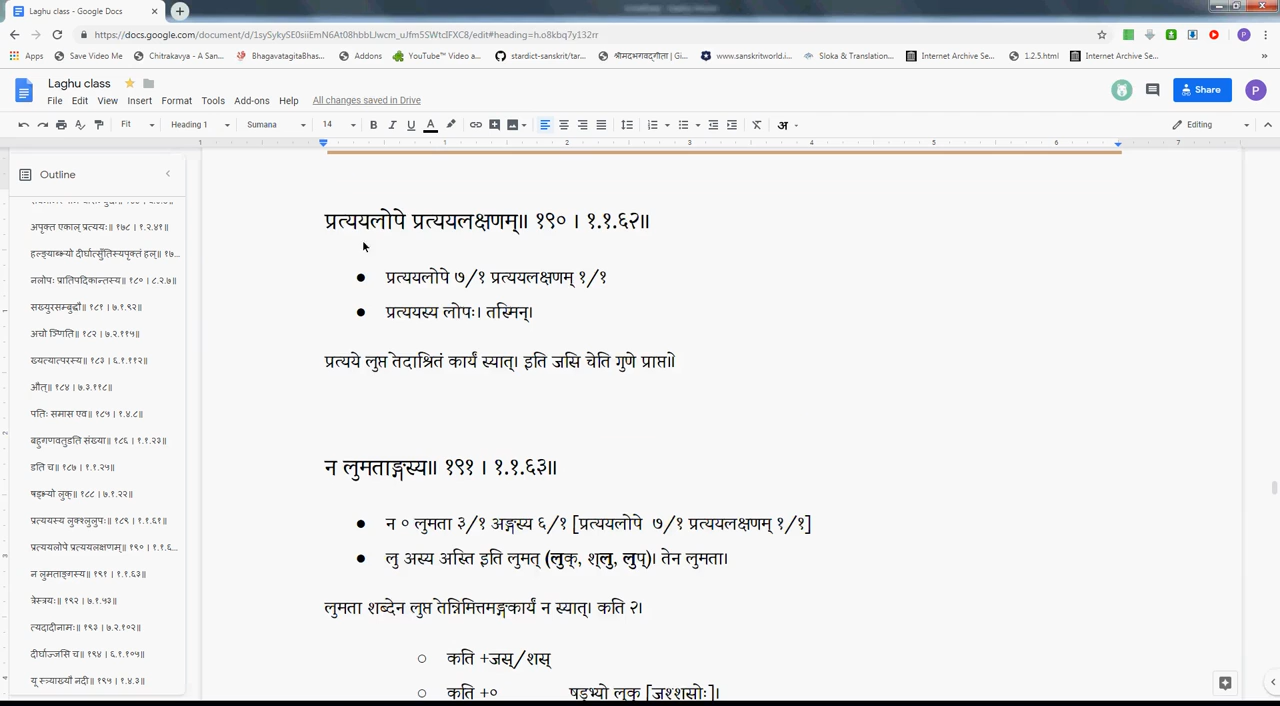 Laghu class - Google Docs
https://docs.google.com/document/d/
Apps Save Video Me Chitrakavya - A San... BhagavatagitaBhas... Addons YouTube™ Video a... stardict-sanskrit/tar... श्रीमद्भगवद्गीता | Gi... www.sanskritworld.i... Sloka & Translation... Internet Archive Se... 1.2.5.html Internet Archive Se...
Laghu class
File Edit View Insert Format Tools Add-ons Help All changes saved in Drive
Share P
Fit Heading 1 Sumana 14 B I U A अ Editing
1 1 2 3 4 5 6 7
Outline
अपृक्त एकाल् प्रत्ययः॥ १७८ । १.२.४१॥
हल्ङ्याब्भ्यो दीर्घात्सुँतिस्यपृक्तं हल्॥ १७...
नलोपः प्रातिपदिकान्तस्य॥ १८० । ८.२.७॥
सख्युरसम्बुद्धौ॥ १८१ । ७.१.९२॥
अचो ञ्णिति॥ १८२ । ७.२.११५॥
ख्यत्यात्परस्य॥ १८३ । ६.१.११२॥
औत्॥ १८४ । ७.३.११८॥
पतिः समास एव॥ १८५ । १.४.८॥
बहुगणवतुडति संख्या॥ १८६ । १.१.२३॥
डति च॥ १८७ । १.१.२५॥
षड्भ्यो लुक्॥ १८८ । ७.१.२२॥
प्रत्ययस्य लुक्श्लुलुपः॥ १८९ । १.१.६१॥
प्रत्ययलोपे प्रत्ययलक्षणम्॥ १९० । १.१.६...
न लुमताङ्गस्य॥ १९१ । १.१.६३॥
त्रेस्त्रयः॥ १९२ । ७.१.५३॥
त्यदादीनामः॥ १९३ । ७.२.१०२॥
दीर्घाज्जसि च॥ १९४ । ६.१.१०५॥
यू स्त्र्याख्यौ नदी॥ १९५ । १.४.३॥
प्रत्ययलोपे प्रत्ययलक्षणम्॥ १९० । १.१.६२॥
● प्रत्ययलोपे ७/१ प्रत्ययलक्षणम् १/१
● प्रत्ययस्य लोपः। तस्मिन्।
प्रत्यये लुप्ते तदाश्रितं कार्यं स्यात्। इति जसि चेति गुणे प्राप्ते॥
न लुमताङ्गस्य॥ १९१ । १.१.६३॥
● न ० लुमता ३/१ अङ्गस्य ६/१ [प्रत्ययलोपे ७/१ प्रत्ययलक्षणम् १/१]
● लु अस्य अस्ति इति लुमत् (लुक्, श्लु, लुप्)। तेन लुमता।
लुमता शब्देन लुप्ते तन्निमित्तमङ्गकार्यं न स्यात्। कति २।
○ कति +जस्/शस्
○ कति +० षड्भ्यो लुक् [जश्शसोः]।